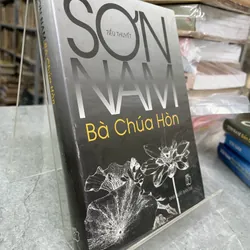 SƠN
TIỂU THUYẾT
NAM
Bà Chúa Hòn